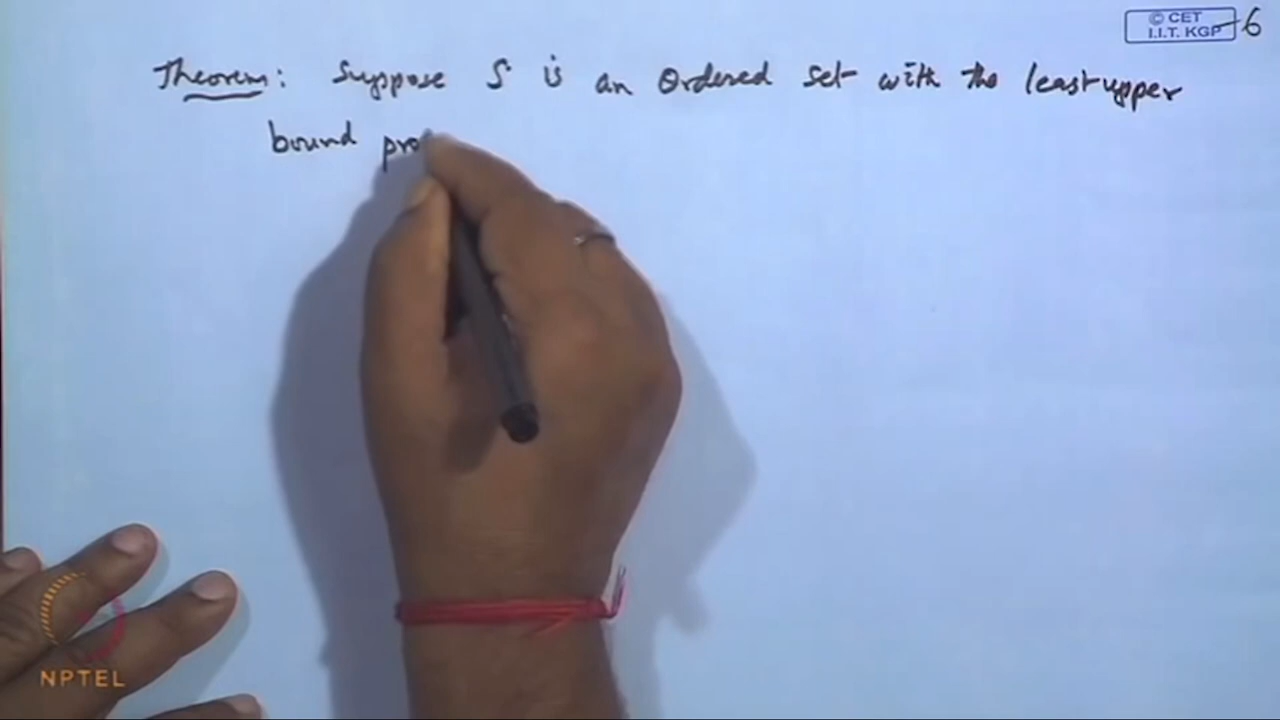 © CET
I.I.T. KGP
6
Theorem: Suppose S is an Ordered set with the least upper
bound pro
NPTEL